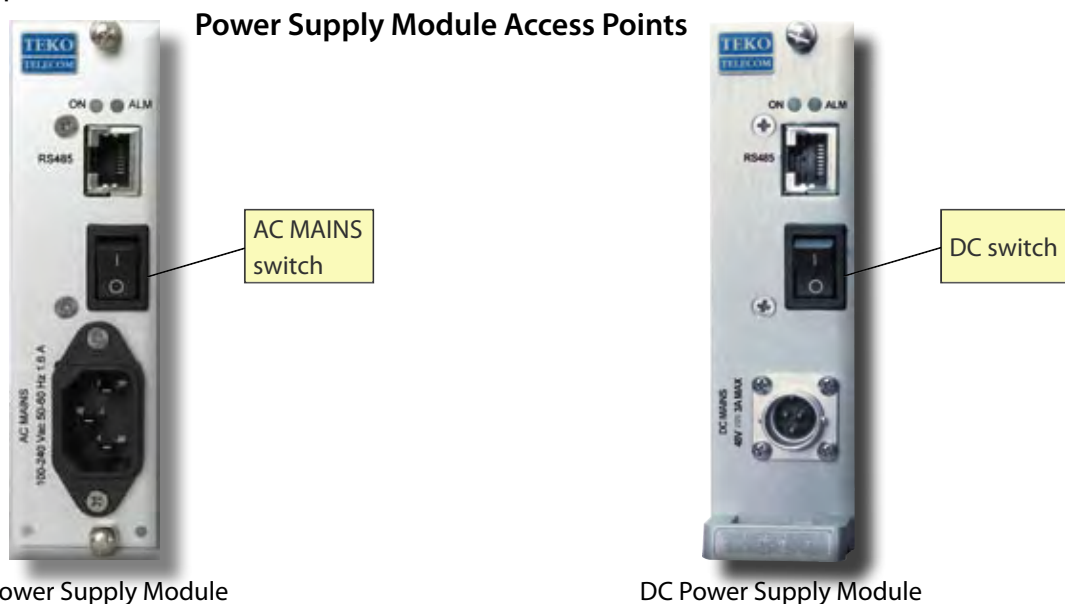 Power Supply Module Access Points
TEKO
TELECOM
ON ALM
RS485
I
O
AC MAINS
100-240 Vac 50-60 Hz 1.6 A
AC MAINS
switch
TEKO
TELECOM
ON ALM
RS485
I
O
DC MAINS
48V 3A MAX
DC switch
ower Supply Module
DC Power Supply Module